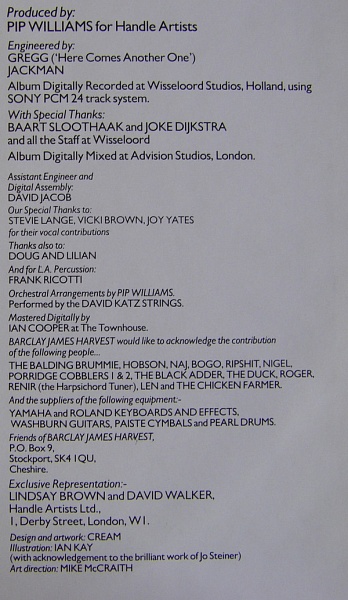 Produced by:
PIP WILLIAMS for Handle Artists
Engineered by:
GREGG ('Here Comes Another One')
JACKMAN
Album Digitally Recorded at Wisseloord Studios, Holland, using
SONY PCM 24 track system.
With Special Thanks:
BAART SLOOTHAAK and JOKE DIJKSTRA
and all the Staff at Wisseloord
Album Digitally Mixed at Advision Studios, London.
Assistant Engineer and
Digital Assembly:
DAVID JACOB
Our Special Thanks to:
STEVIE LANGE, VICKI BROWN, JOY YATES
for their vocal contributions
Thanks also to:
DOUG AND LILIAN
And for L.A. Percussion:
FRANK RICOTTI
Orchestral Arrangements by PIP WILLIAMS.
Performed by the DAVID KATZ STRINGS.
Mastered Digitally by
IAN COOPER at The Townhouse.
BARCLAY JAMES HARVEST would like to acknowledge the contribution
of the following people...
THE BALDING BRUMMIE, HOBSON, NAJ, BOGO, RIPSHIT, NIGEL,
PORRIDGE COBBLERS 1 & 2, THE BLACK ADDER, THE DUCK, ROGER,
RENIR (the Harpsichord Tuner), LEN and THE CHICKEN FARMER.
And the suppliers of the following equipment:-
YAMAHA and ROLAND KEYBOARDS AND EFFECTS,
WASHBURN GUITARS, PAISTE CYMBALS and PEARL DRUMS.
Friends of BARCLAY JAMES HARVEST,
P.O. Box 9,
Stockport, SK4 1QU,
Cheshire.
Exclusive Representation:-
LINDSAY BROWN and DAVID WALKER,
Handle Artists Ltd.,
1, Derby Street, London, W1.
Design and artwork: CREAM
Illustration: IAN KAY
(with acknowledgement to the brilliant work of Jo Steiner)
Art direction: MIKE McCRAITH